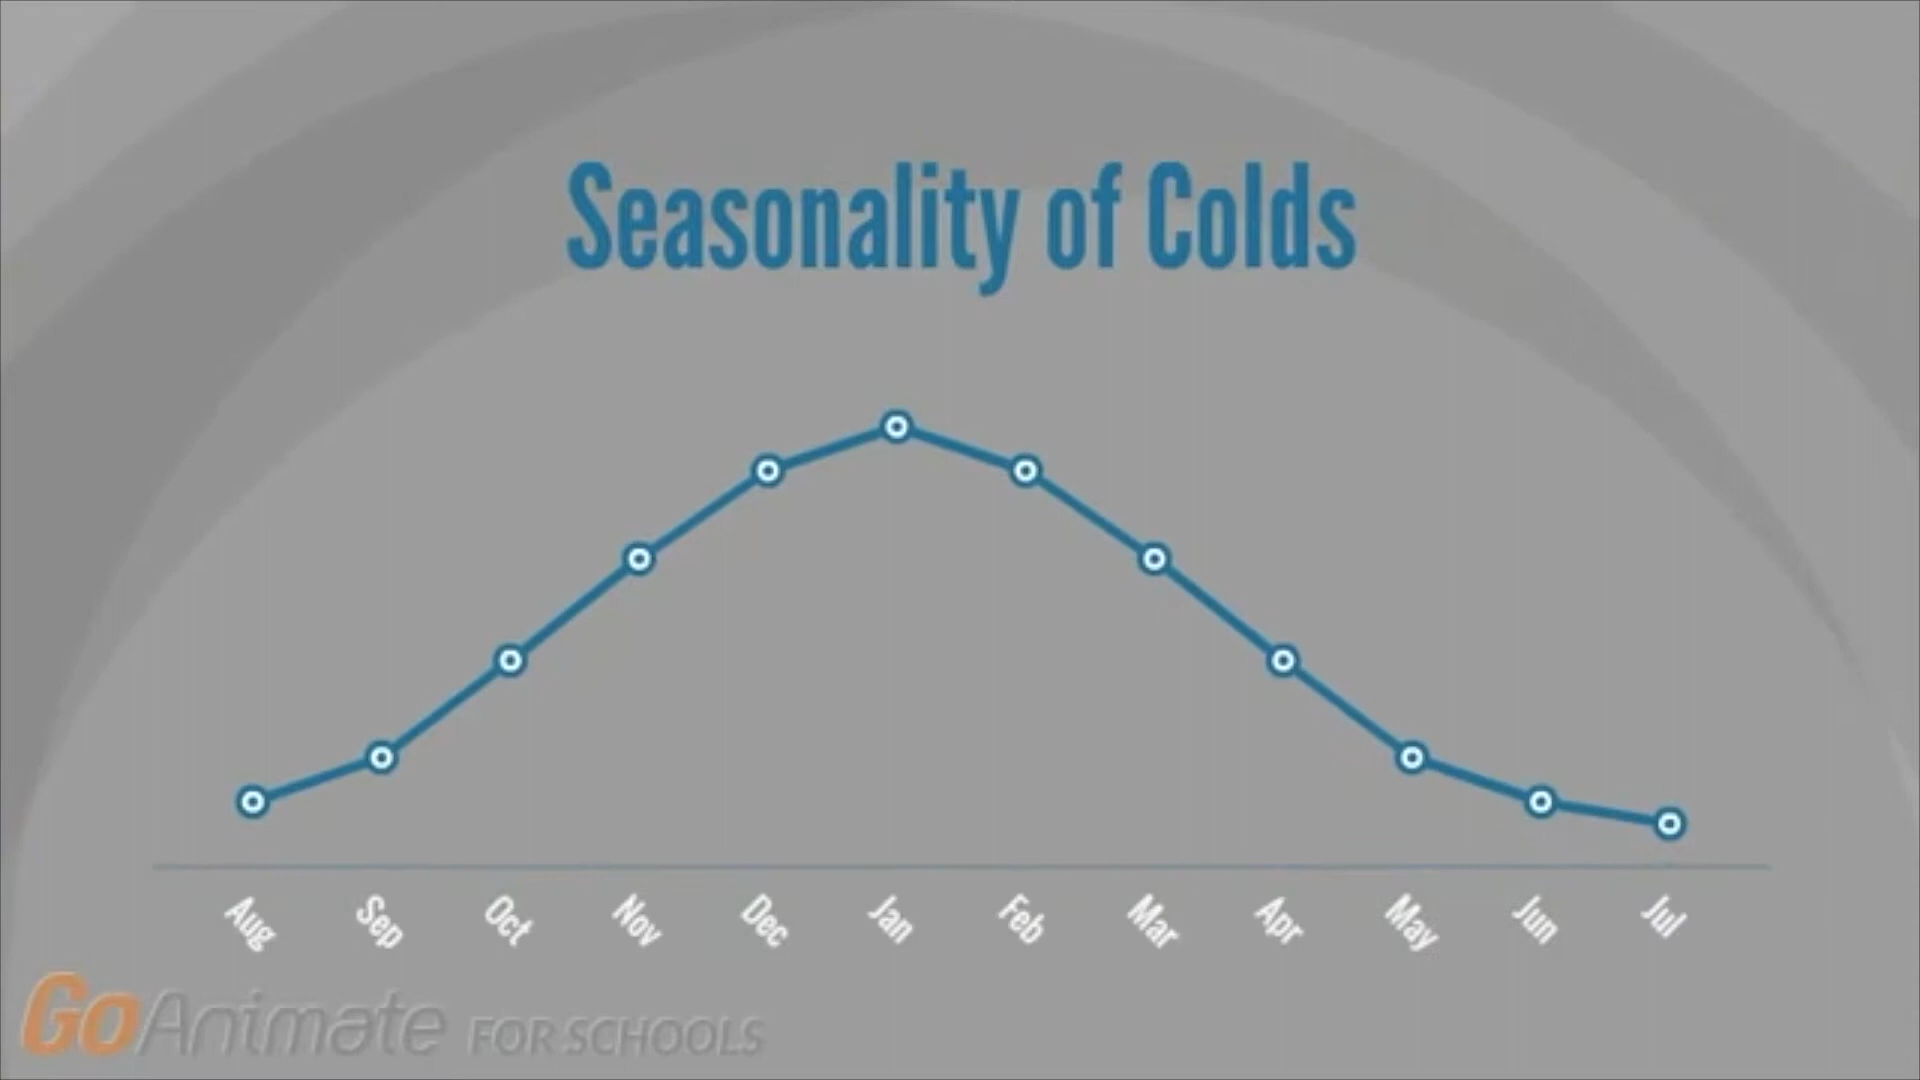 Seasonality of Colds
Aug Sep Oct Nov Dec Jan Feb Mar Apr May Jun Jul
GoAnimate FOR SCHOOLS